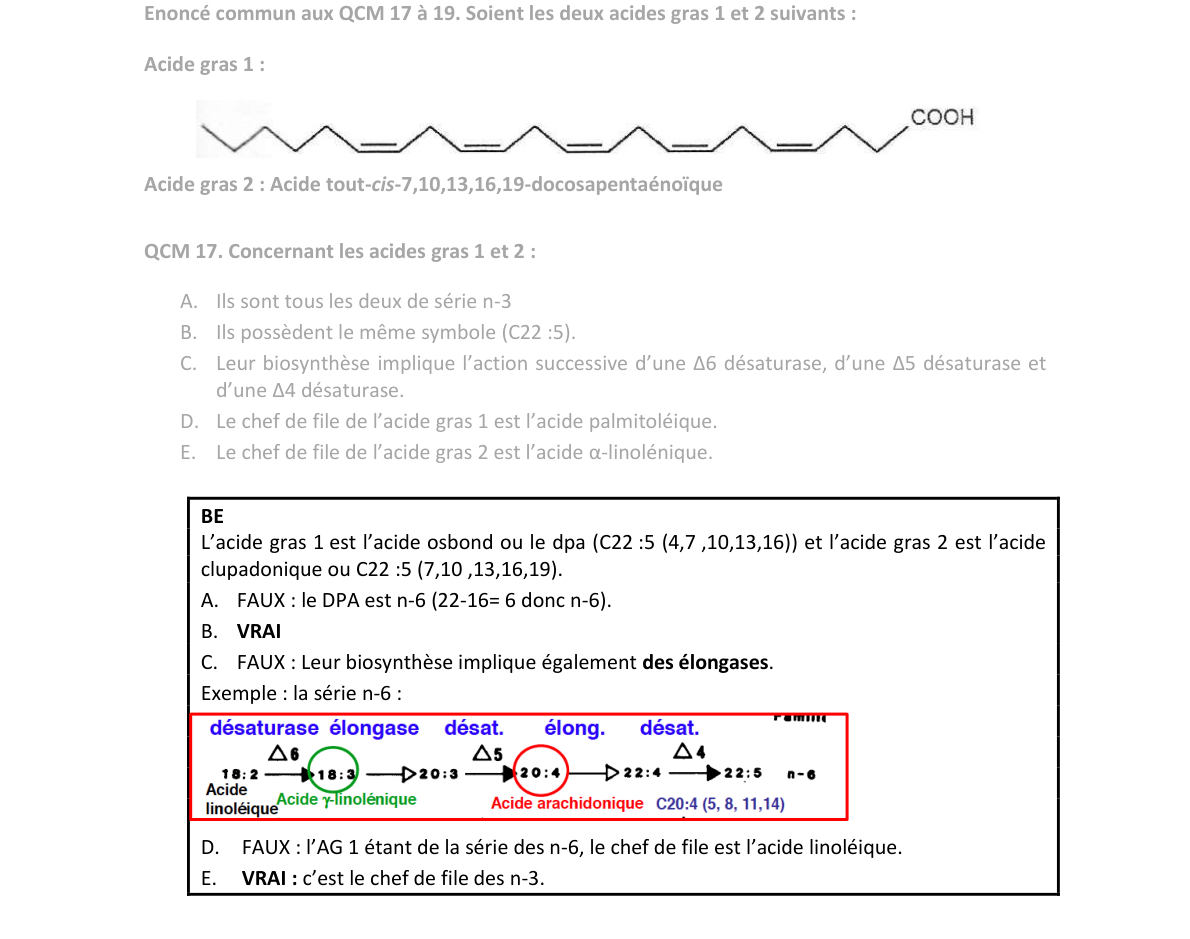 Enoncé commun aux QCM 17 à 19. Soient les deux acides gras 1 et 2 suivants :
Acide gras 1 :
COOH
Acide gras 2 : Acide tout-cis-7,10,13,16,19-docosapentaénoïque
QCM 17. Concernant les acides gras 1 et 2 :
A. Ils sont tous les deux de série n-3
B. Ils possèdent le même symbole (C22 :5).
C. Leur biosynthèse implique l’action successive d’une Δ6 désaturase, d’une Δ5 désaturase et
d’une Δ4 désaturase.
D. Le chef de file de l’acide gras 1 est l’acide palmitoléique.
E. Le chef de file de l’acide gras 2 est l’acide α-linolénique.
BE
L’acide gras 1 est l’acide osbond ou le dpa (C22 :5 (4,7 ,10,13,16)) et l’acide gras 2 est l’acide
clupadonique ou C22 :5 (7,10 ,13,16,19).
A. FAUX : le DPA est n-6 (22-16= 6 donc n-6).
B. VRAI
C. FAUX : Leur biosynthèse implique également des élongases.
Exemple : la série n-6 :
désaturase élongase désat. élong. désat.
Δ6 Δ5 Δ4
18:2 18:3 20:3 20:4 22:4 22:5 n-6
Acide
linoléique Acide γ-linolénique Acide arachidonique C20:4 (5, 8, 11,14)
D. FAUX : l’AG 1 étant de la série des n-6, le chef de file est l’acide linoléique.
E. VRAI : c’est le chef de file des n-3.